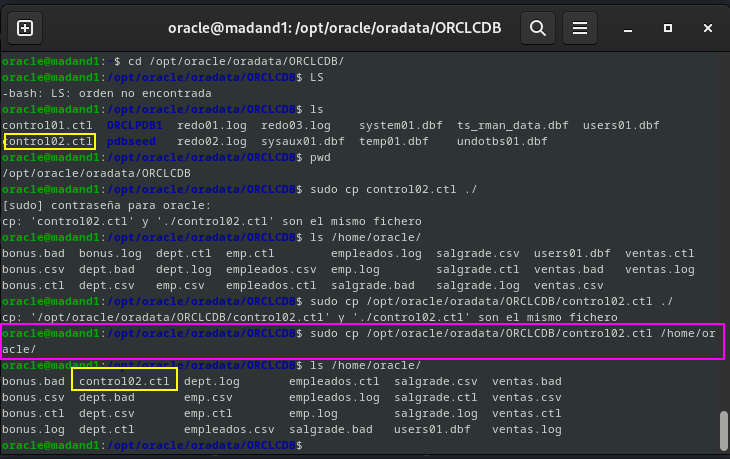 oracle@madand1: /opt/oracle/oradata/ORCLCDB
oracle@madand1:~$ cd /opt/oracle/oradata/ORCLCDB/
oracle@madand1:/opt/oracle/oradata/ORCLCDB$ LS
-bash: LS: orden no encontrada
oracle@madand1:/opt/oracle/oradata/ORCLCDB$ ls
control01.ctl ORCLPDB1 redo01.log redo03.log system01.dbf ts_rman_data.dbf users01.dbf
control02.ctl pdbseed redo02.log sysaux01.dbf temp01.dbf undotbs01.dbf
oracle@madand1:/opt/oracle/oradata/ORCLCDB$ pwd
/opt/oracle/oradata/ORCLCDB
oracle@madand1:/opt/oracle/oradata/ORCLCDB$ sudo cp control02.ctl ./
[sudo] contraseña para oracle:
cp: 'control02.ctl' y './control02.ctl' son el mismo fichero
oracle@madand1:/opt/oracle/oradata/ORCLCDB$ ls /home/oracle/
bonus.bad bonus.log dept.ctl emp.ctl empleados.log salgrade.csv users01.dbf ventas.ctl
bonus.csv dept.bad dept.log empleados.csv emp.log salgrade.ctl ventas.bad ventas.log
bonus.ctl dept.csv emp.csv empleados.ctl salgrade.bad salgrade.log ventas.csv
oracle@madand1:/opt/oracle/oradata/ORCLCDB$ sudo cp /opt/oracle/oradata/ORCLCDB/control02.ctl ./
cp: '/opt/oracle/oradata/ORCLCDB/control02.ctl' y './control02.ctl' son el mismo fichero
oracle@madand1:/opt/oracle/oradata/ORCLCDB$ sudo cp /opt/oracle/oradata/ORCLCDB/control02.ctl /home/or
acle/
oracle@madand1:/opt/oracle/oradata/ORCLCDB$ ls /home/oracle/
bonus.bad control02.ctl dept.log empleados.ctl salgrade.csv ventas.bad
bonus.csv dept.bad emp.csv empleados.log salgrade.ctl ventas.csv
bonus.ctl dept.csv emp.ctl emp.log salgrade.log ventas.ctl
bonus.log dept.ctl empleados.csv salgrade.bad users01.dbf ventas.log
oracle@madand1:/opt/oracle/oradata/ORCLCDB$